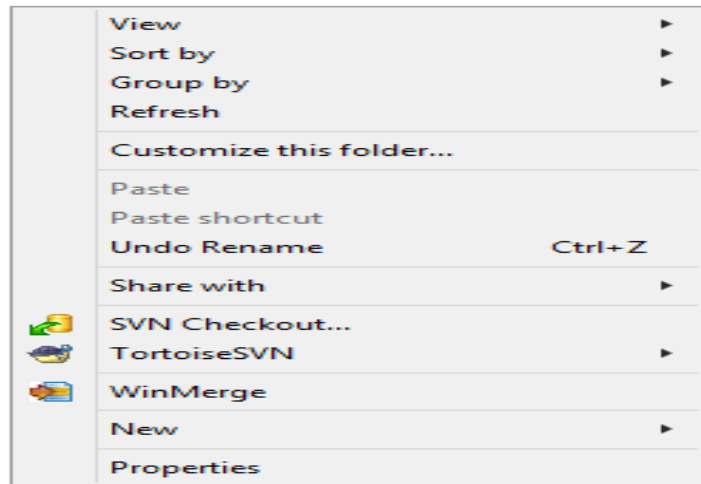 View
Sort by
Group by
Refresh
Customize this folder...
Paste
Paste shortcut
Undo Rename Ctrl+Z
Share with
SVN Checkout...
TortoiseSVN
WinMerge
New
Properties